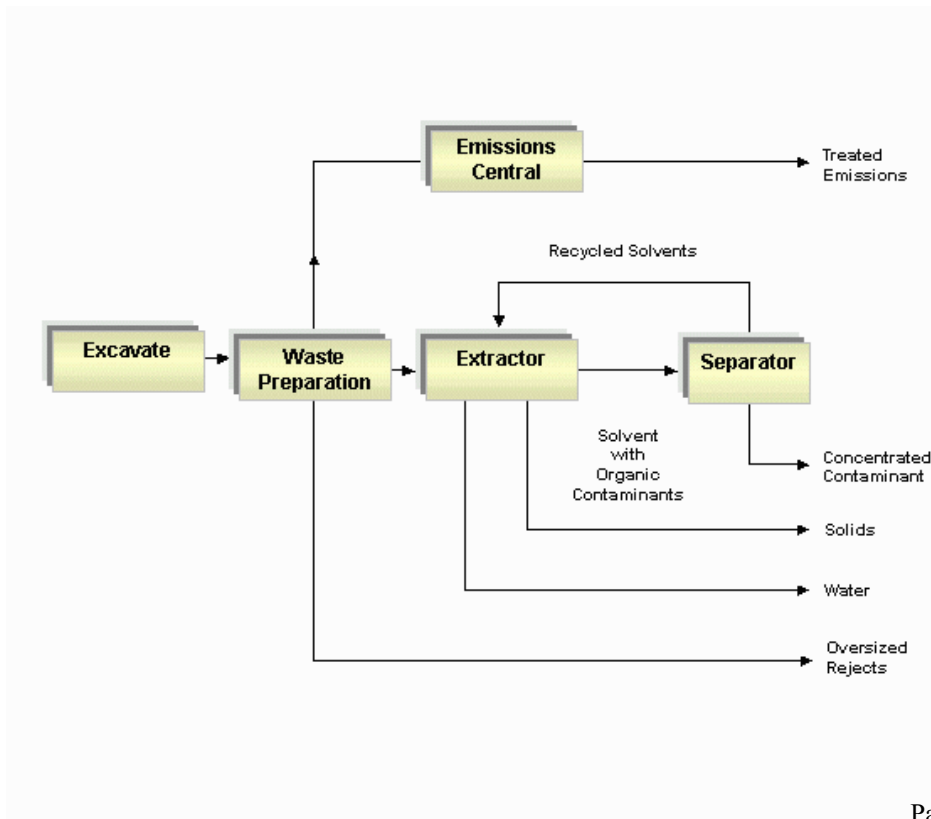 Emissions
Central
Treated
Emissions
Recycled Solvents
Excavate
Waste
Preparation
Extractor
Separator
Solvent
with
Organic
Contaminants
Concentrated
Contaminant
Solids
Water
Oversized
Rejects
Pa